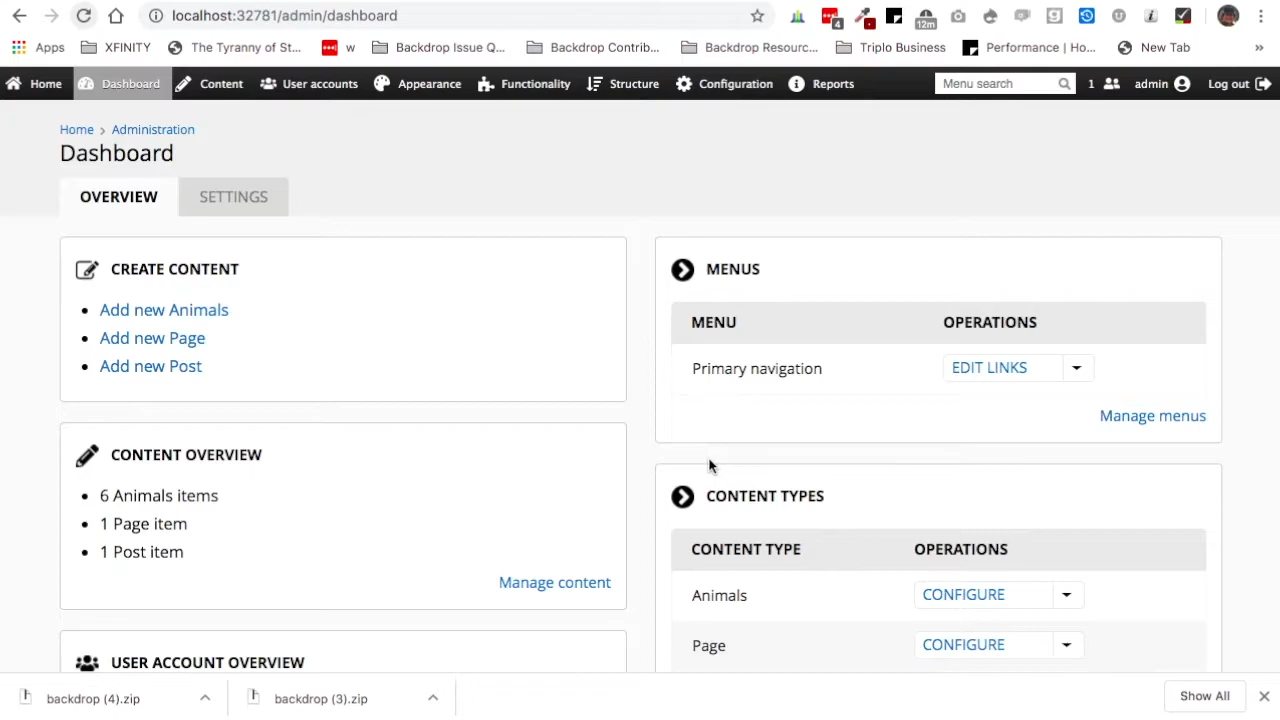 localhost:32781/admin/dashboard
4
12m
Apps XFINITY The Tyranny of St... w Backdrop Issue Q... Backdrop Contrib... Backdrop Resourc... Triplo Business Performance | Ho... New Tab »
Home Dashboard Content User accounts Appearance Functionality Structure Configuration Reports Menu search 1 admin Log out
Home › Administration
Dashboard
OVERVIEW SETTINGS
CREATE CONTENT
Add new Animals
Add new Page
Add new Post
CONTENT OVERVIEW
6 Animals items
1 Page item
1 Post item
Manage content
USER ACCOUNT OVERVIEW
MENUS
MENU OPERATIONS
Primary navigation EDIT LINKS
Manage menus
CONTENT TYPES
CONTENT TYPE OPERATIONS
Animals CONFIGURE
Page CONFIGURE
backdrop (4).zip backdrop (3).zip Show All